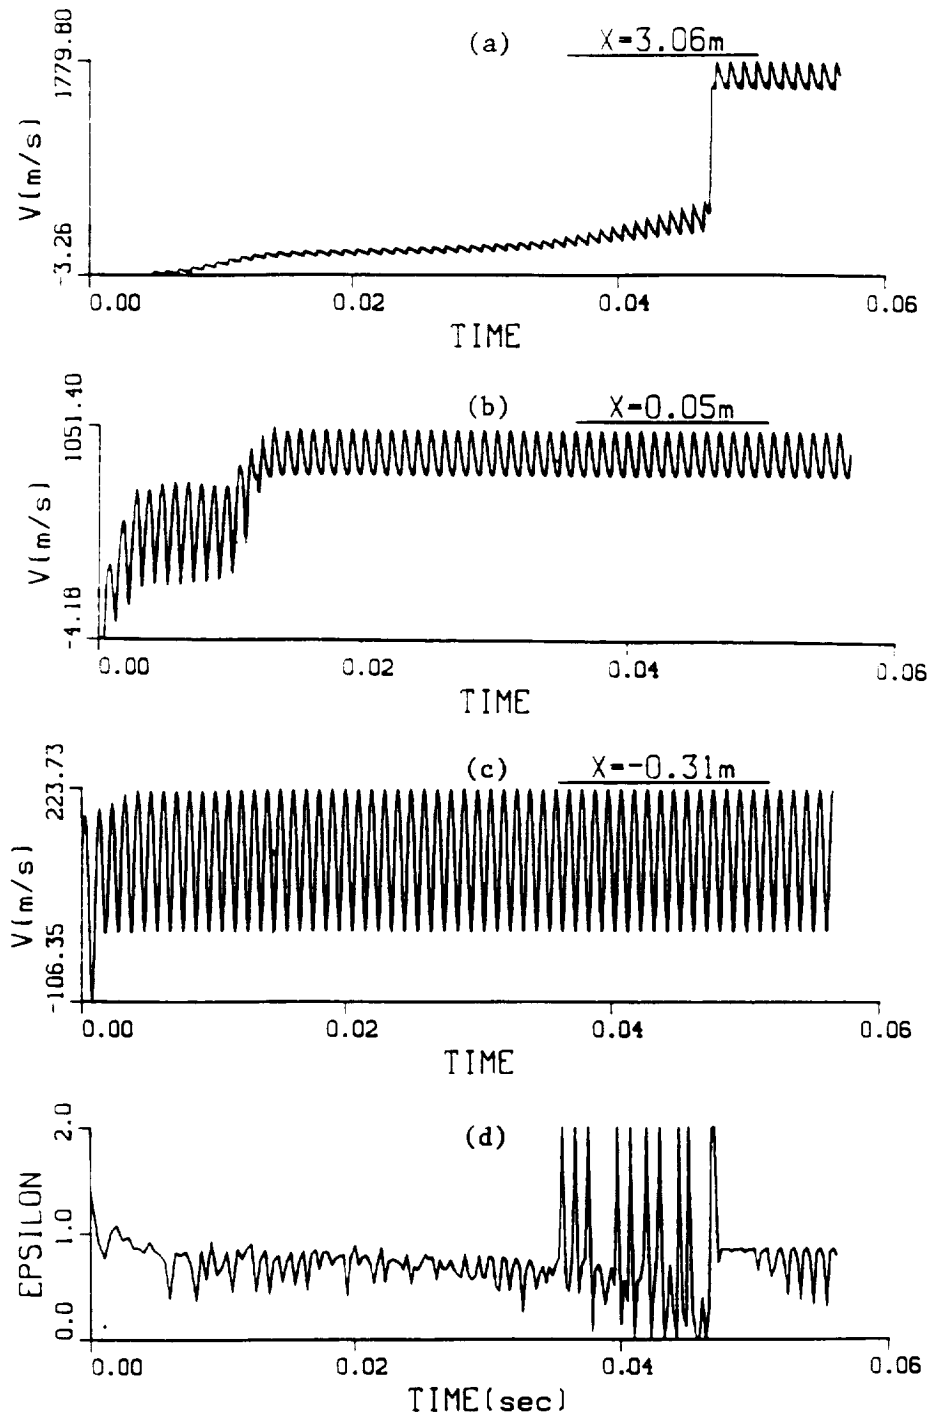 (a) X=3.06m
1779.80
V(m/s)
-3.26
0.00 0.02 0.04 0.06
TIME
(b) X=0.05m
1051.40
V(m/s)
-4.18
0.00 0.02 0.04 0.06
TIME
(c) X=-0.31m
223.73
V(m/s)
-106.35
0.00 0.02 0.04 0.06
TIME
(d)
2.0
EPSILON
1.0
0.0
0.00 0.02 0.04 0.06
TIME(sec)